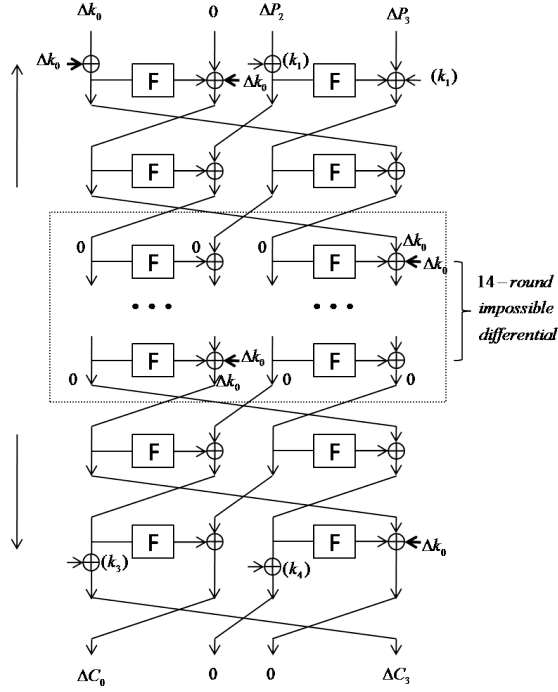 Δk₀ 0 ΔP₂ ΔP₃
Δk₀ (k₁)
F Δk₀ F (k₁)
F F
Δk₀
0 0 0 Δk₀
F F
• • • • • •
14 – round
impossible
differential
F Δk₀ F
0 Δk₀ 0 0
F F
F F
(k₃) (k₄) Δk₀
ΔC₀ 0 0 ΔC₃